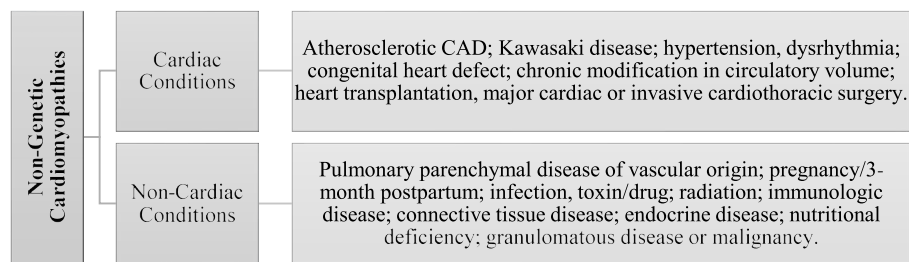 Non-Genetic
Cardiomyopathies
Cardiac
Conditions
Atherosclerotic CAD; Kawasaki disease; hypertension, dysrhythmia;
congenital heart defect; chronic modification in circulatory volume;
heart transplantation, major cardiac or invasive cardiothoracic surgery.
Non-Cardiac
Conditions
Pulmonary parenchymal disease of vascular origin; pregnancy/3-
month postpartum; infection, toxin/drug; radiation; immunologic
disease; connective tissue disease; endocrine disease; nutritional
deficiency; granulomatous disease or malignancy.